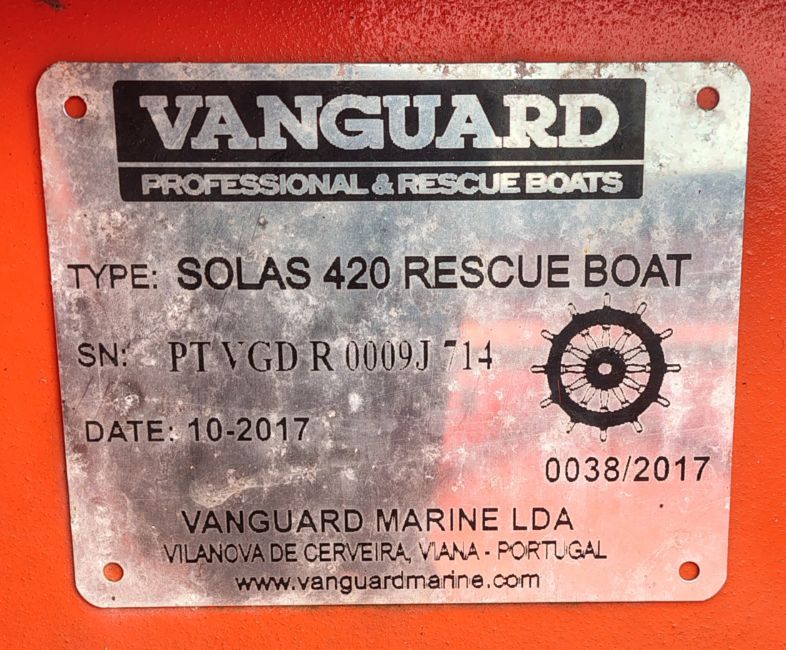 VANGUARD
PROFESSIONAL & RESCUE BOATS
TYPE: SOLAS 420 RESCUE BOAT
SN: PT VGD R 0009J 714
DATE: 10-2017
0038/2017
VANGUARD MARINE LDA
VILANOVA DE CERVEIRA, VIANA - PORTUGAL
www.vanguardmarine.com